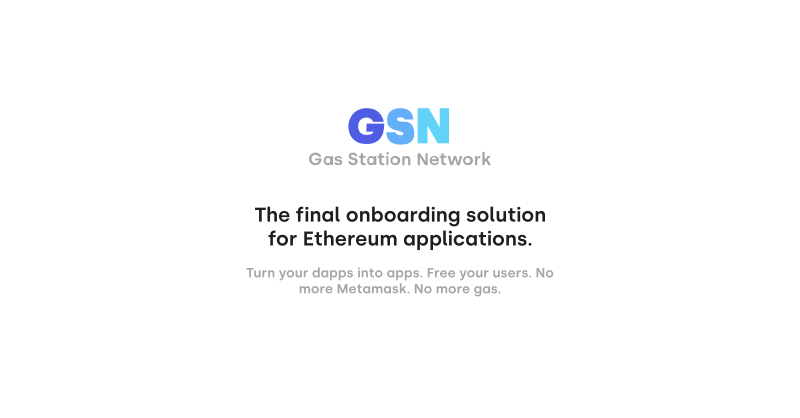 GSN
Gas Station Network
The final onboarding solution
for Ethereum applications.
Turn your dapps into apps. Free your users. No
more Metamask. No more gas.